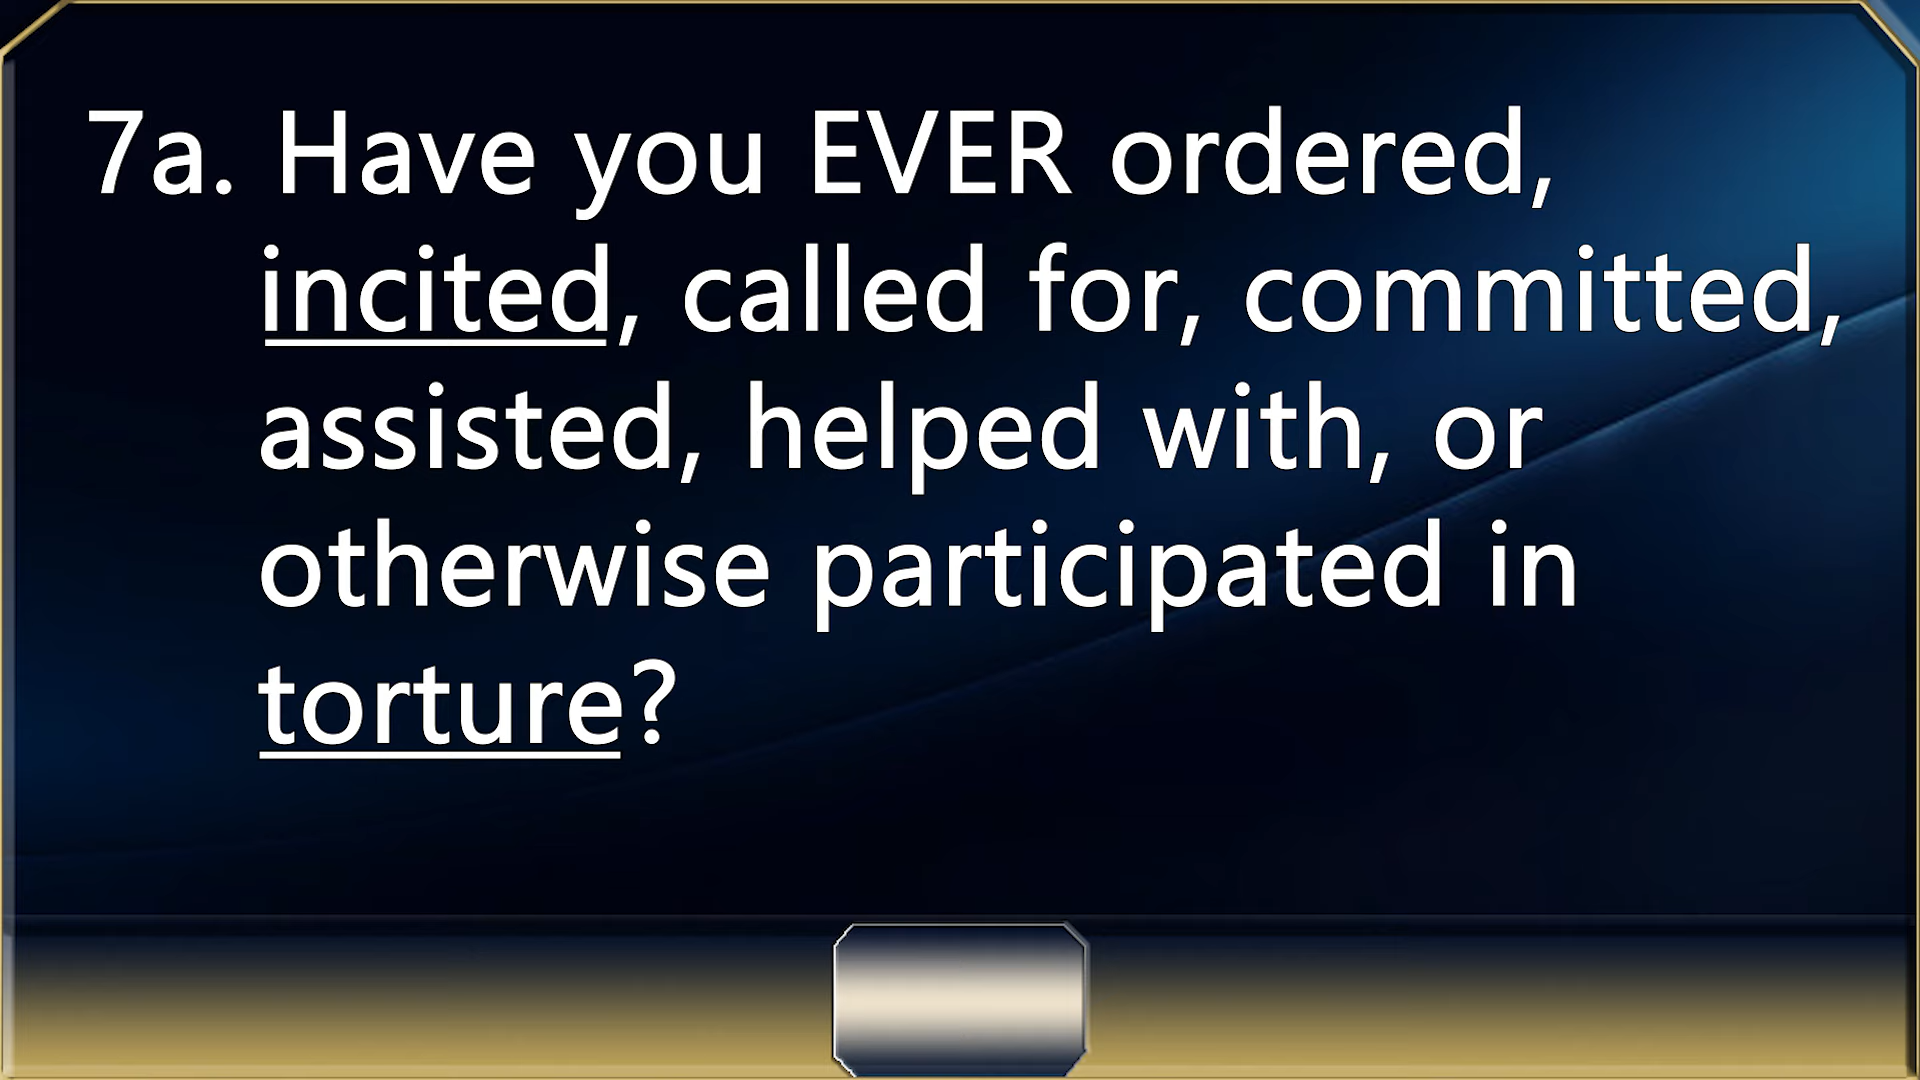 7a. Have you EVER ordered,
incited, called for, committed,
assisted, helped with, or
otherwise participated in
torture?